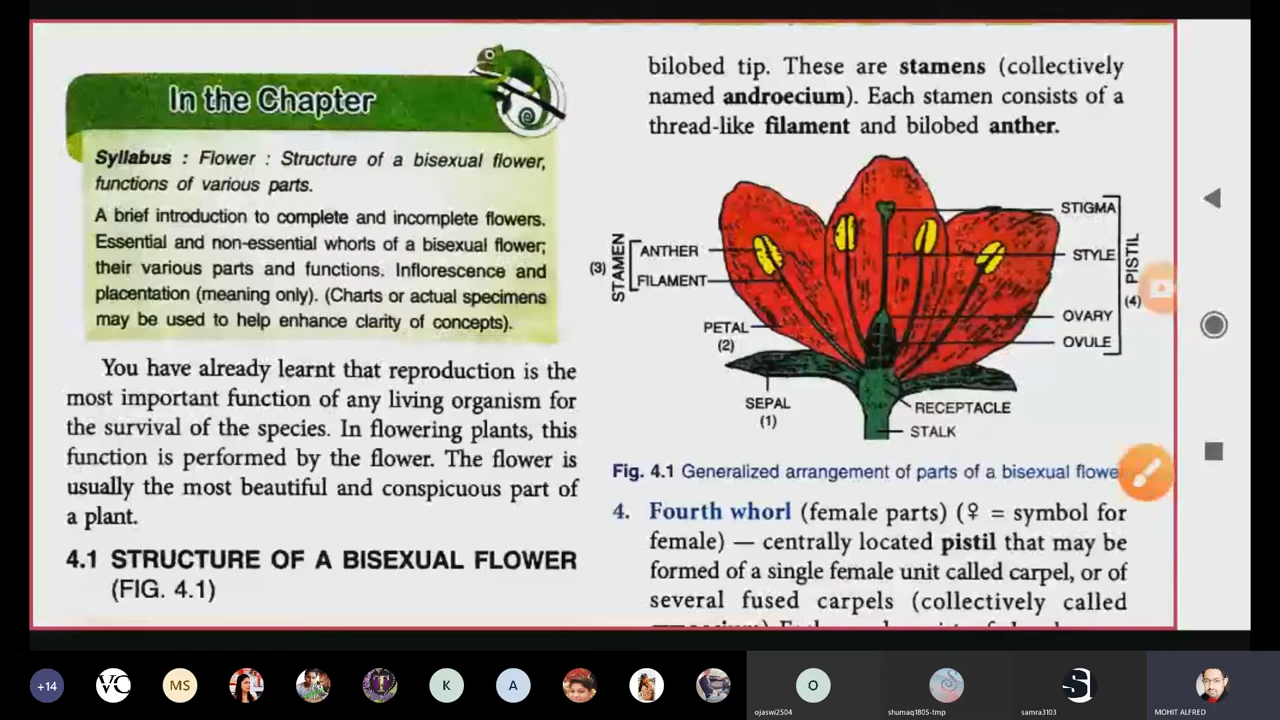 In the Chapter
Syllabus : Flower : Structure of a bisexual flower,
functions of various parts.
A brief introduction to complete and incomplete flowers.
Essential and non-essential whorls of a bisexual flower;
their various parts and functions. Inflorescence and
placentation (meaning only). (Charts or actual specimens
may be used to help enhance clarity of concepts).
You have already learnt that reproduction is the
most important function of any living organism for
the survival of the species. In flowering plants, this
function is performed by the flower. The flower is
usually the most beautiful and conspicuous part of
a plant.
4.1 STRUCTURE OF A BISEXUAL FLOWER
(FIG. 4.1)
bilobed tip. These are stamens (collectively
named androecium). Each stamen consists of a
thread-like filament and bilobed anther.
(3)
STAMEN
ANTHER
FILAMENT
PETAL
(2)
SEPAL
(1)
STIGMA
STYLE
PISTIL
(4)
OVARY
OVULE
RECEPTACLE
STALK
Fig. 4.1 Generalized arrangement of parts of a bisexual flowe
4. Fourth whorl (female parts) (♀ = symbol for
female) — centrally located pistil that may be
formed of a single female unit called carpel, or of
several fused carpels (collectively called
+14
VC
MS
T
K
A
O
S
S
ojaswi2504
shumaq1805-tmp
samra3103
MOHIT ALFRED